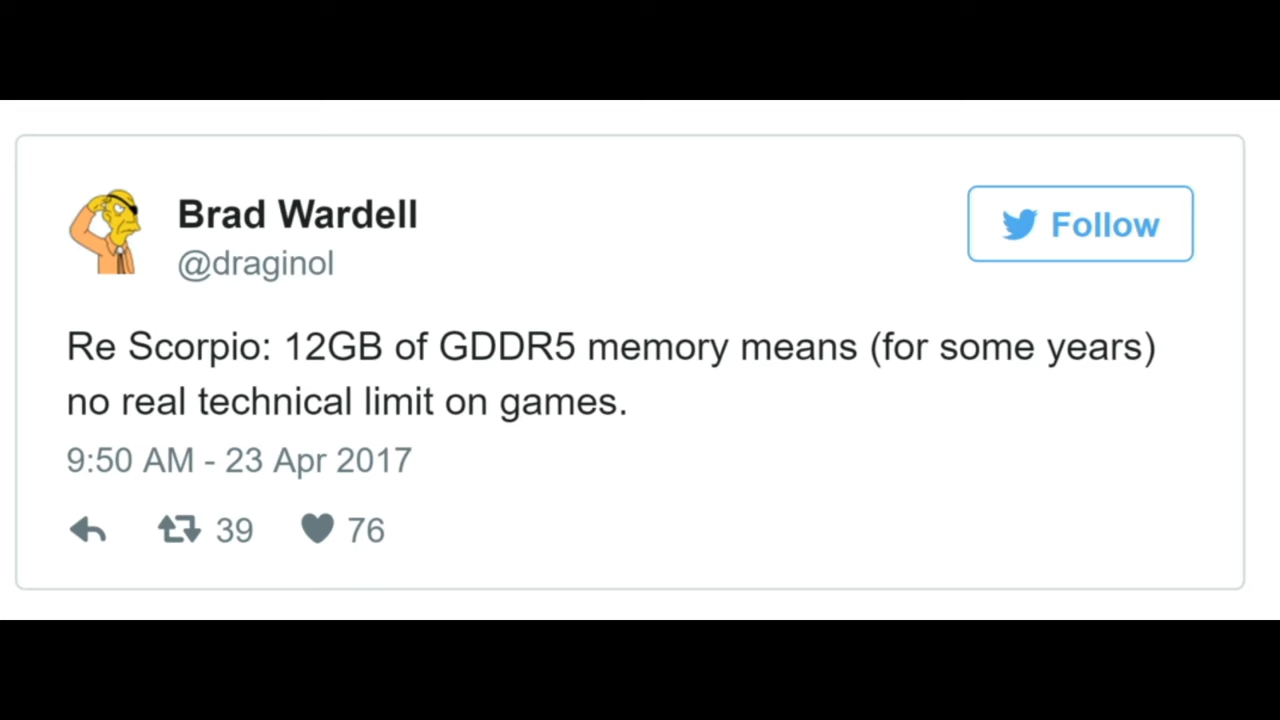 Brad Wardell
@draginol
Follow
Re Scorpio: 12GB of GDDR5 memory means (for some years)
no real technical limit on games.
9:50 AM - 23 Apr 2017
39 76